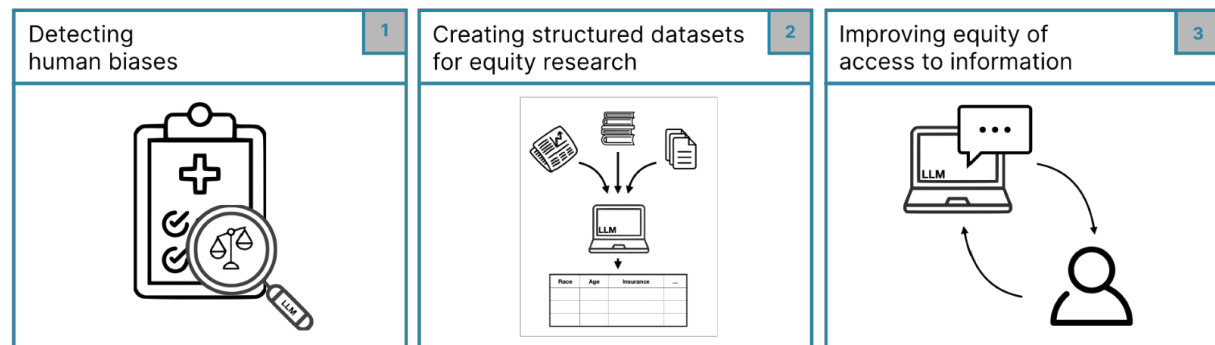 Detecting
human biases
1
Creating structured datasets
for equity research
2
Improving equity of
access to information
3
LLM
LLM
Race Age Insurance ...
LLM